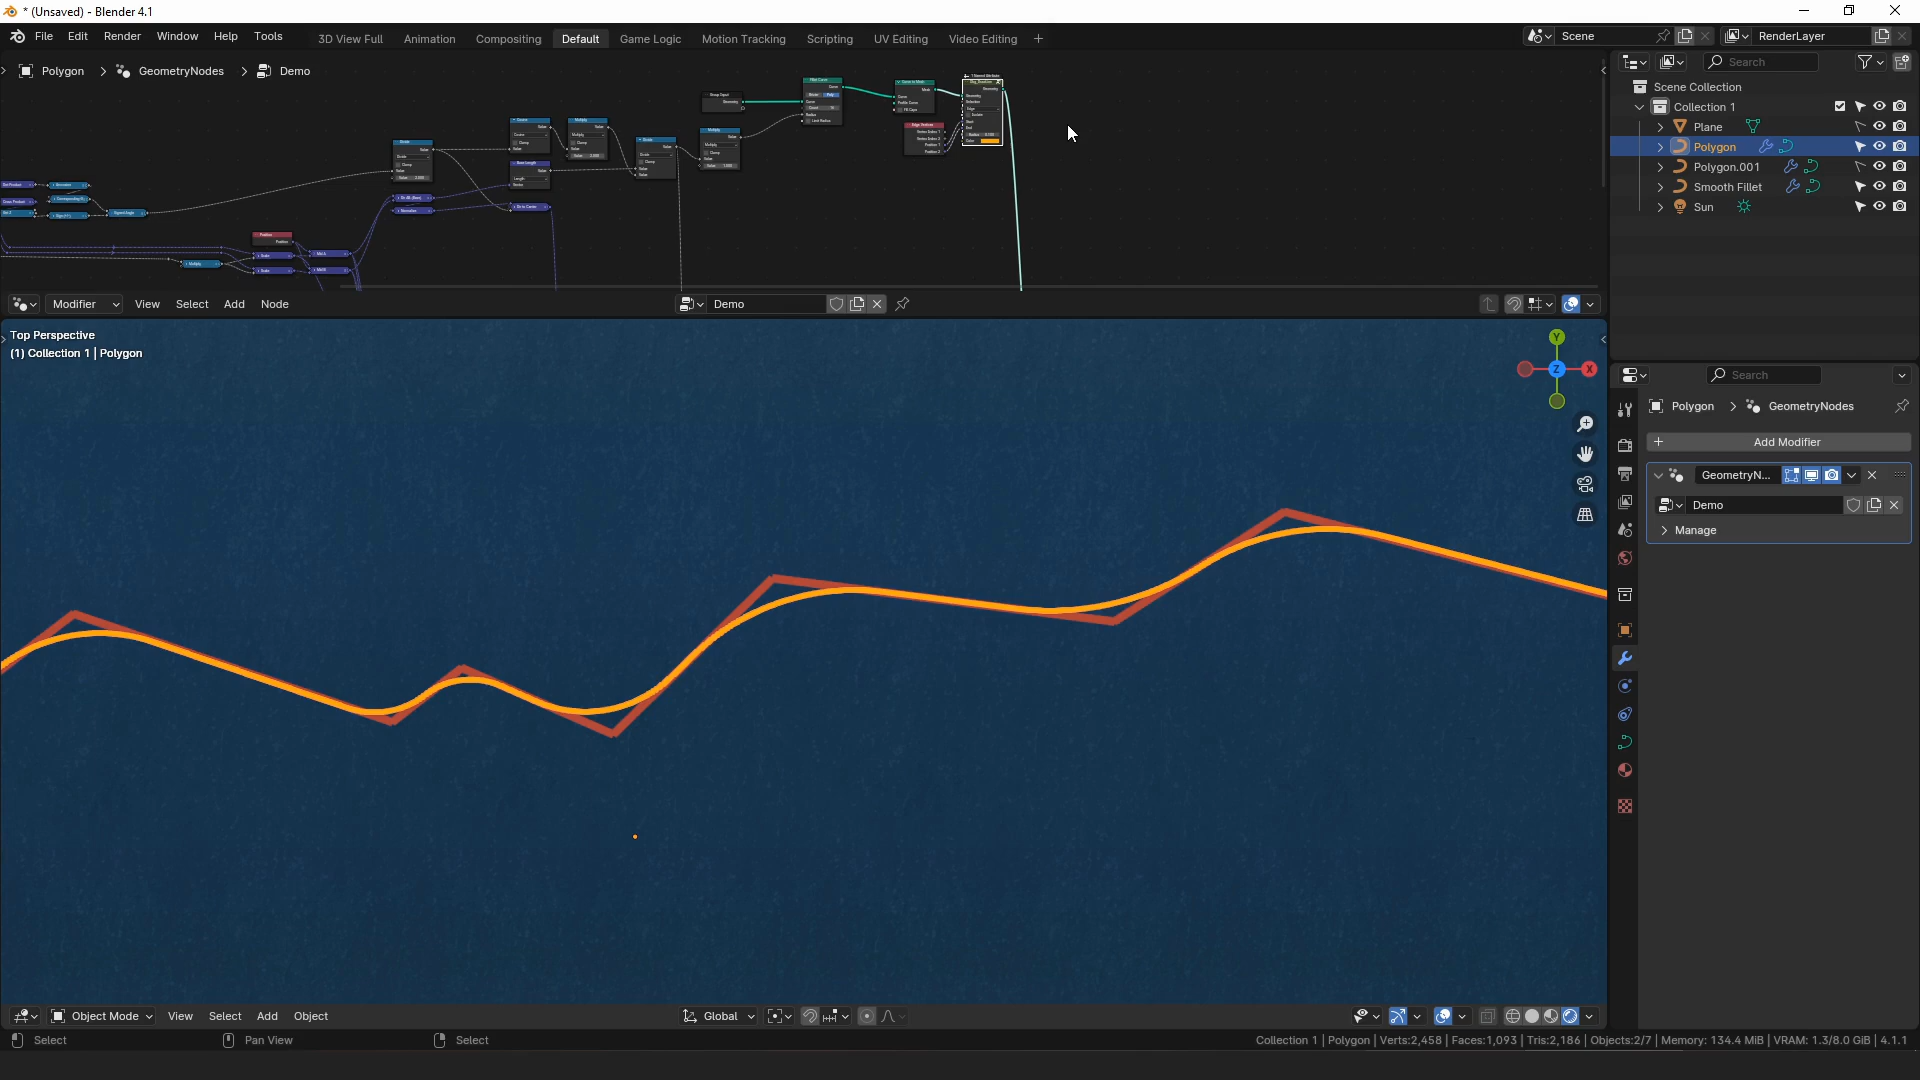 * (Unsaved) - Blender 4.1
File Edit Render Window Help Tools
3D View Full Animation Compositing Default Game Logic Motion Tracking Scripting UV Editing Video Editing
Scene
RenderLayer
Polygon GeometryNodes Demo
Modifier View Select Add Node
Demo
Top Perspective
(1) Collection 1 | Polygon
Y
Z
X
Object Mode View Select Add Object
Global
Search
Scene Collection
Collection 1
Plane
Polygon
Polygon.001
Smooth Fillet
Sun
Search
Polygon GeometryNodes
Add Modifier
GeometryN...
Demo
Manage
Select Pan View Select
Collection 1 | Polygon | Verts:2,458 | Faces:1,093 | Tris:2,186 | Objects:2/7 | Memory: 134.4 MiB | VRAM: 1.3/8.0 GiB | 4.1.1